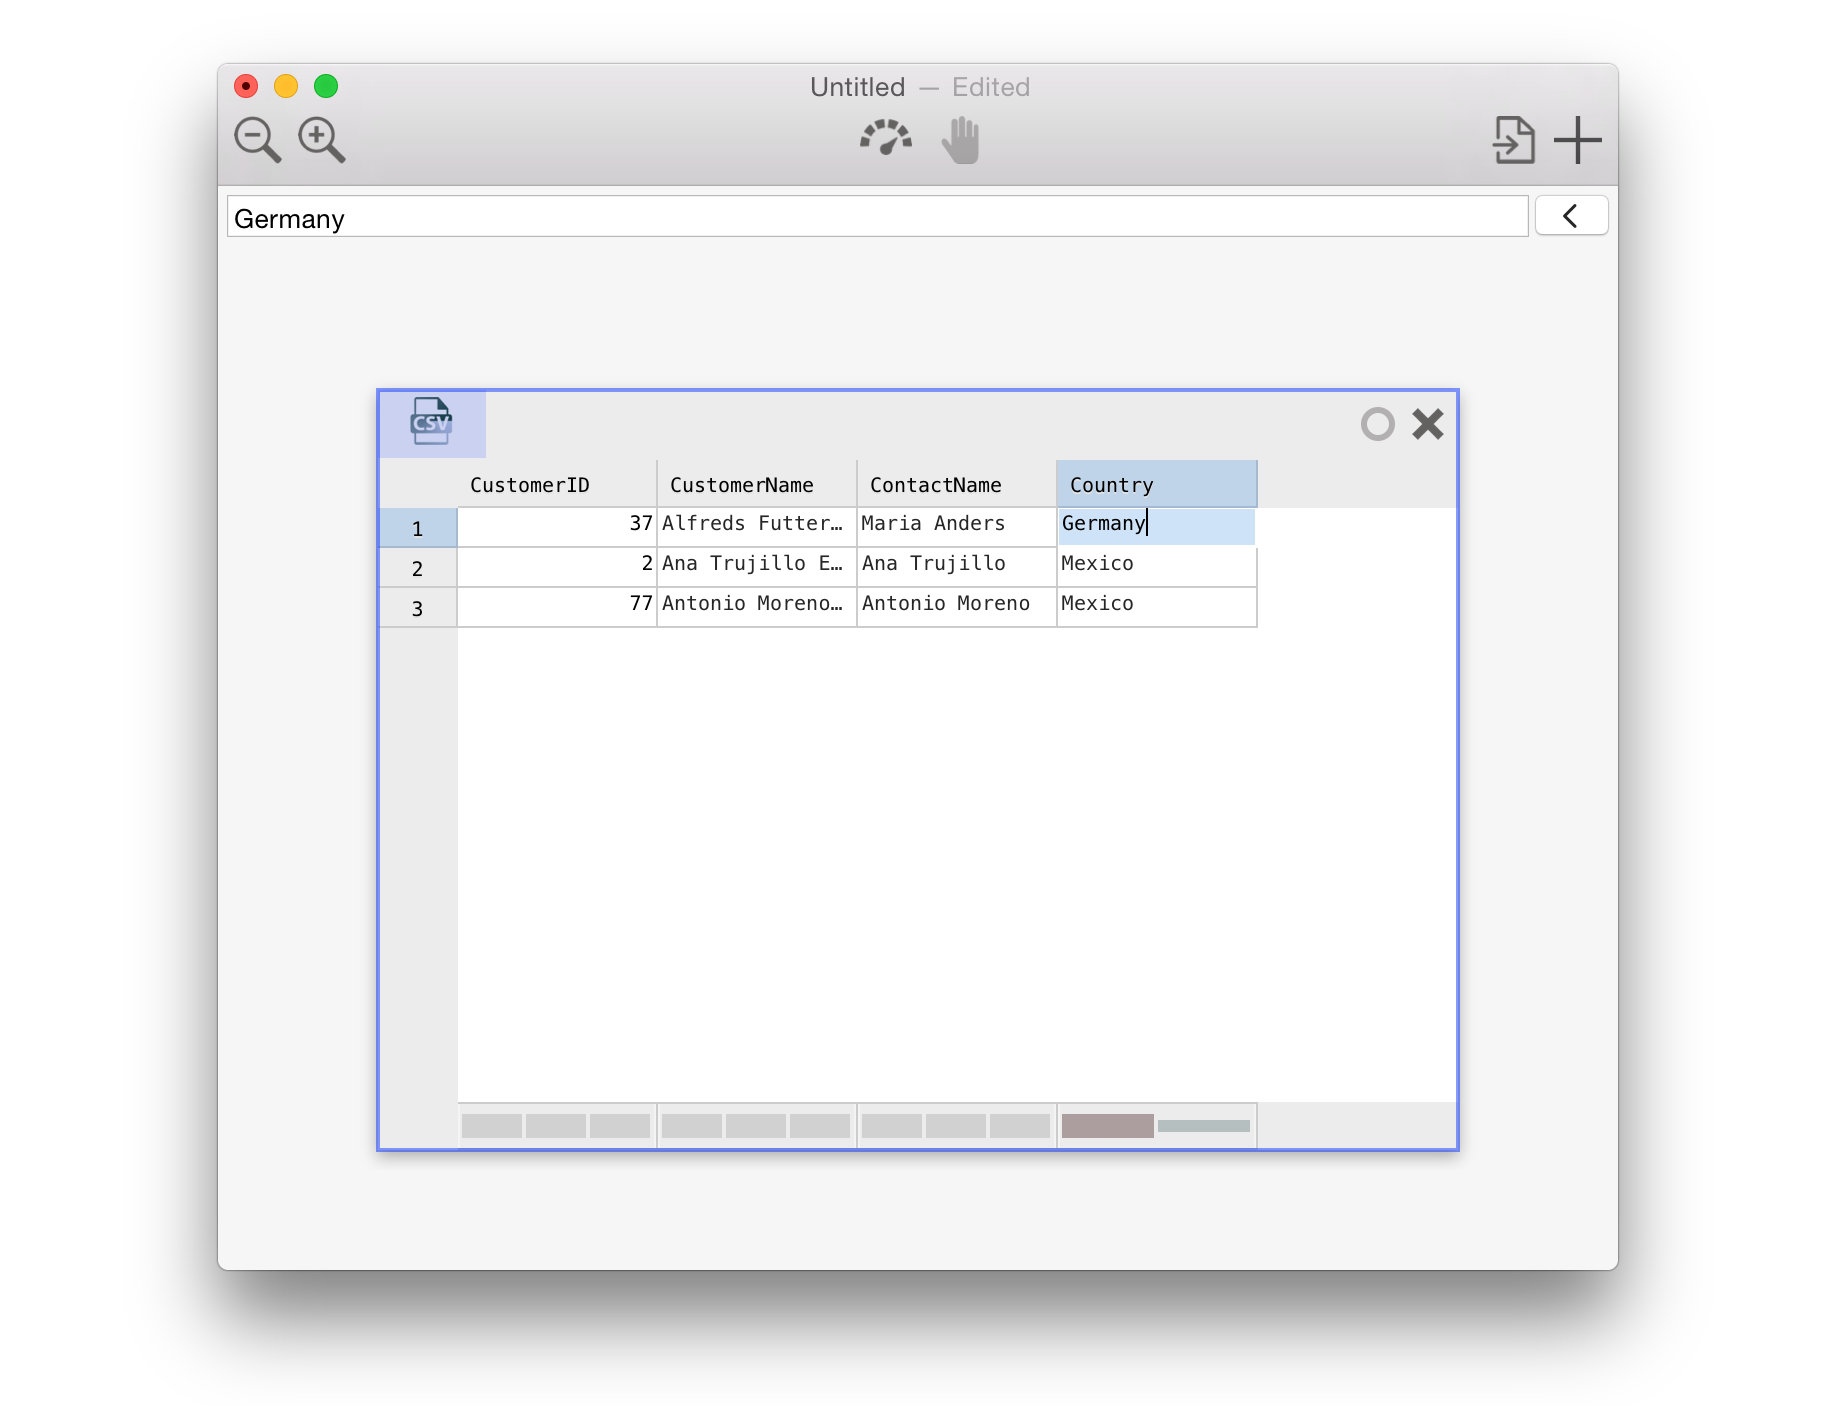 Untitled — Edited
Germany
CSV
CustomerID CustomerName ContactName Country
1 37 Alfreds Futter… Maria Anders Germany
2 2 Ana Trujillo E… Ana Trujillo Mexico
3 77 Antonio Moreno… Antonio Moreno Mexico